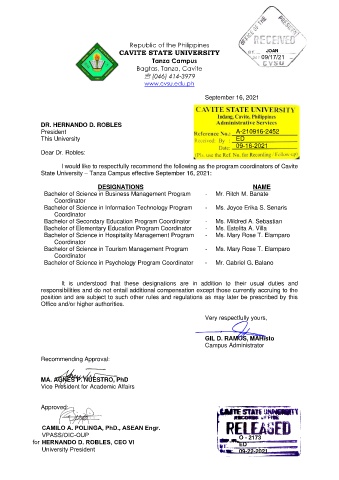 Republic of the Philippines
CAVITE STATE UNIVERSITY
Tanza Campus
Bagtas, Tanza, Cavite
☏ (046) 414-3979
www.cvsu.edu.ph
OFFICE OF THE PRESIDENT
RECEIVED
BY: JOAN
DATE: 09/17/21
CVSU
September 16, 2021
CAVITE STATE UNIVERSITY
Indang, Cavite, Philippines
Administrative Services
Reference No.: A-210916-2452
Received By: ED
Date: 09-16-2021
(Pls. use the Ref. No. for Recording / Follow up)
DR. HERNANDO D. ROBLES
President
This University
Dear Dr. Robles:
I would like to respectfully recommend the following as the program coordinators of Cavite
State University – Tanza Campus effective September 16, 2021:
DESIGNATIONS NAME
Bachelor of Science in Business Management Program - Mr. Ritch M. Banate
Coordinator
Bachelor of Science in Information Technology Program - Ms. Joyce Erika S. Senaris
Coordinator
Bachelor of Secondary Education Program Coordinator - Ms. Mildred A. Sebastian
Bachelor of Elementary Education Program Coordinator - Ms. Estelita A. Villa
Bachelor of Science in Hospitality Management Program - Ms. Mary Rose T. Elamparo
Coordinator
Bachelor of Science in Tourism Management Program - Ms. Mary Rose T. Elamparo
Coordinator
Bachelor of Science in Psychology Program Coordinator - Mr. Gabriel G. Balano
It is understood that these designations are in addition to their usual duties and
responsibilities and do not entail additional compensation except those currently accruing to the
position and are subject to such other rules and regulations as may later be prescribed by this
Office and/or higher authorities.
Very respectfully yours,
GIL D. RAMOS, MAHisto
Campus Administrator
Recommending Approval:
MA. AGNES P. NUESTRO, PhD
Vice President for Academic Affairs
Approved:
CAMILO A. POLINGA, PhD., ASEAN Engr.
VPASS/OIC-OUP
for HERNANDO D. ROBLES, CEO VI
University President
CAVITE STATE UNIVERSITY
RECORDS OFFICE
RELEASED
O - 2173
BY: ED
DATE: 09-22-2021